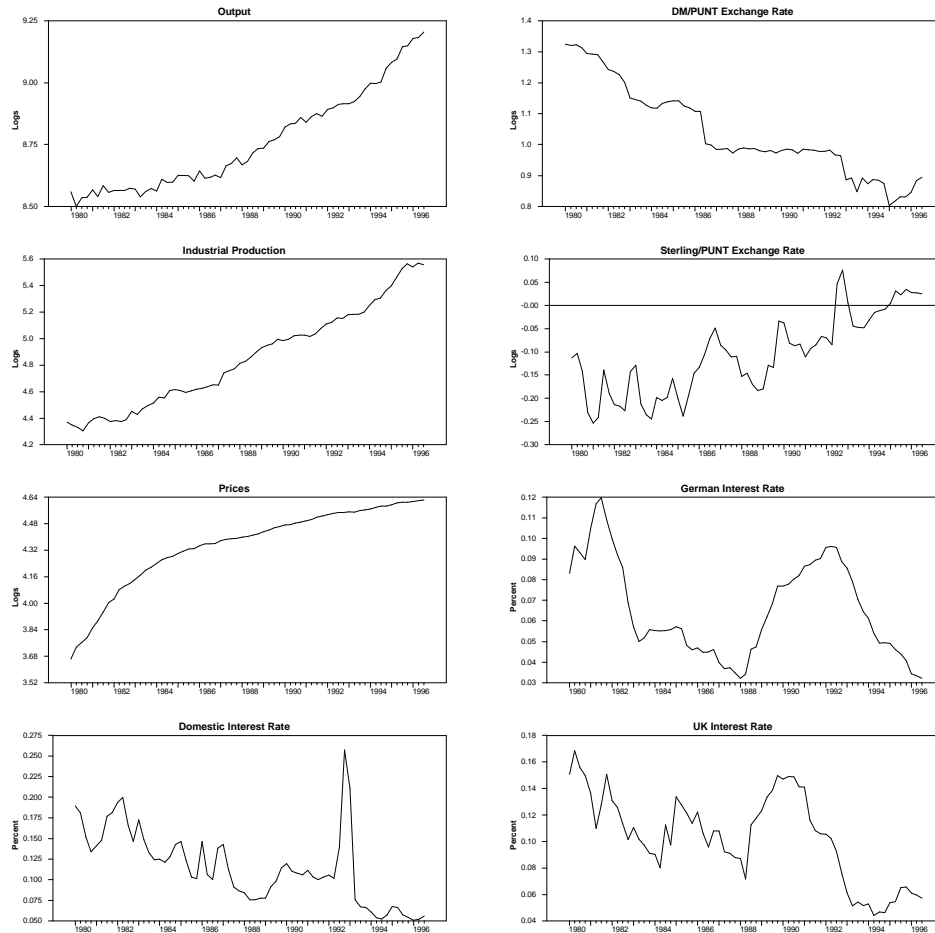 Output
9.25
9.00
8.75
8.50
Logs
1980 1982 1984 1986 1988 1990 1992 1994 1996
DM/PUNT Exchange Rate
1.4
1.3
1.2
1.1
1.0
0.9
0.8
Logs
1980 1982 1984 1986 1988 1990 1992 1994 1996
Industrial Production
5.6
5.4
5.2
5.0
4.8
4.6
4.4
4.2
Logs
1980 1982 1984 1986 1988 1990 1992 1994 1996
Sterling/PUNT Exchange Rate
0.10
0.05
-0.00
-0.05
-0.10
-0.15
-0.20
-0.25
-0.30
Logs
1980 1982 1984 1986 1988 1990 1992 1994 1996
Prices
4.64
4.48
4.32
4.16
4.00
3.84
3.68
3.52
Logs
1980 1982 1984 1986 1988 1990 1992 1994 1996
German Interest Rate
0.12
0.11
0.10
0.09
0.08
0.07
0.06
0.05
0.04
0.03
Percent
1980 1982 1984 1986 1988 1990 1992 1994 1996
Domestic Interest Rate
0.275
0.250
0.225
0.200
0.175
0.150
0.125
0.100
0.075
0.050
Percent
1980 1982 1984 1986 1988 1990 1992 1994 1996
UK Interest Rate
0.18
0.16
0.14
0.12
0.10
0.08
0.06
0.04
Percent
1980 1982 1984 1986 1988 1990 1992 1994 1996